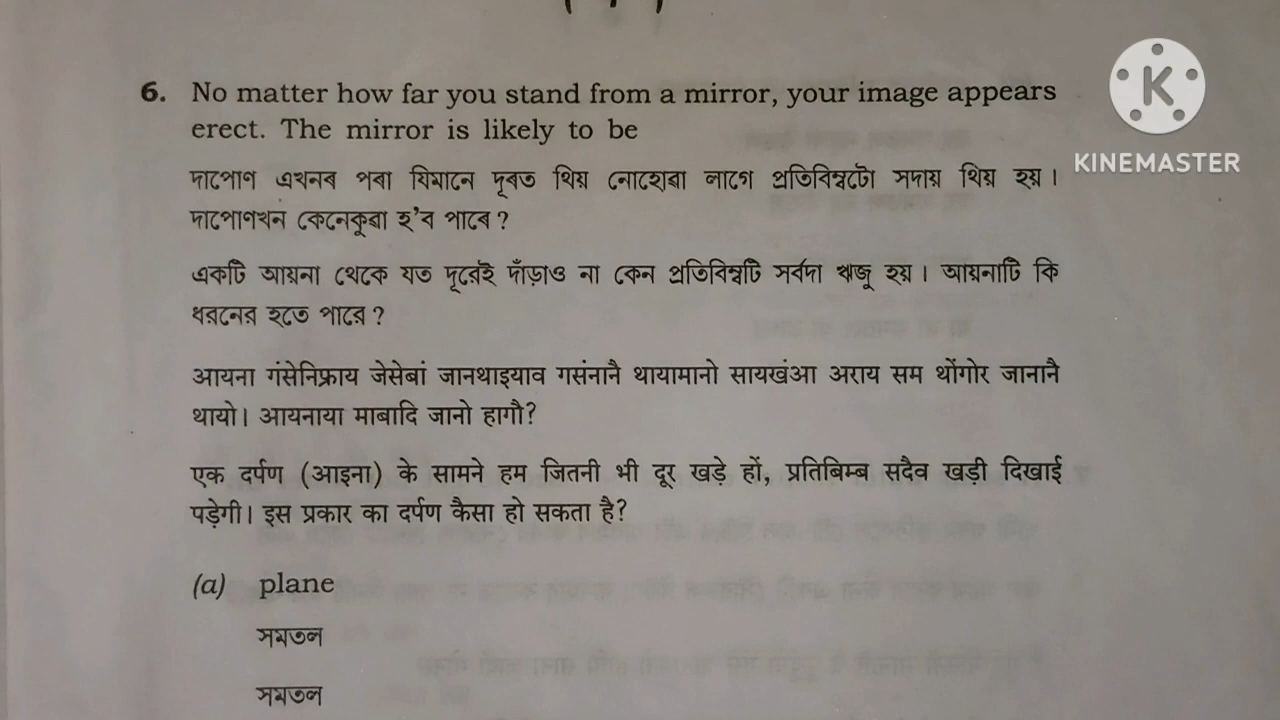 6. No matter how far you stand from a mirror, your image appears
erect. The mirror is likely to be
দাপোণ এখনৰ পৰা যিমানে দূৰত থিয় নোহোৱা লাগে প্ৰতিবিম্বটো সদায় থিয় হয়।
দাপোণখন কেনেকুৱা হ'ব পাৰে?
একটি আয়না থেকে যত দূরেই দাঁড়াও না কেন প্রতিবিম্বটি সর্বদা ঋজু হয়। আয়নাটি কি
ধরনের হতে পারে?
आयना गंसेनिफ्राय जेसेबां जानथाइयाव गसंनानै थायामानो सायखंआ अराय सम थोंगोर जानानै
थायो। आयनाया माबादि जानो हागौ?
एक दर्पण (आइना) के सामने हम जितनी भी दूर खड़े हों, प्रतिबिम्ब सदैव खड़ी दिखाई
पड़ेगी। इस प्रकार का दर्पण कैसा हो सकता है?
(a) plane
সমতল
সমতল
K
KINEMASTER